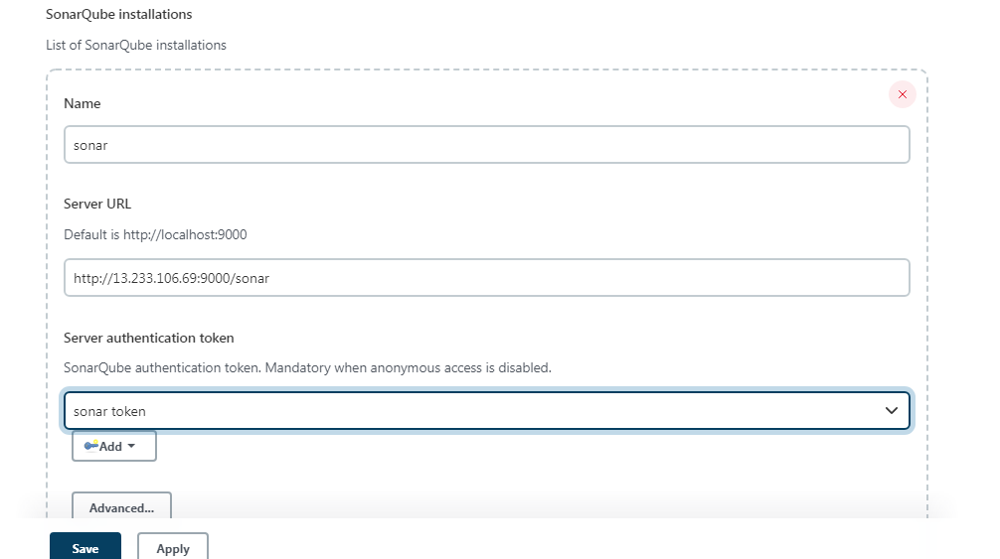 SonarQube installations
List of SonarQube installations
Name
sonar
Server URL
Default is http://localhost:9000
http://13.233.106.69:9000/sonar
Server authentication token
SonarQube authentication token. Mandatory when anonymous access is disabled.
sonar token
Add
Advanced...
Save
Apply